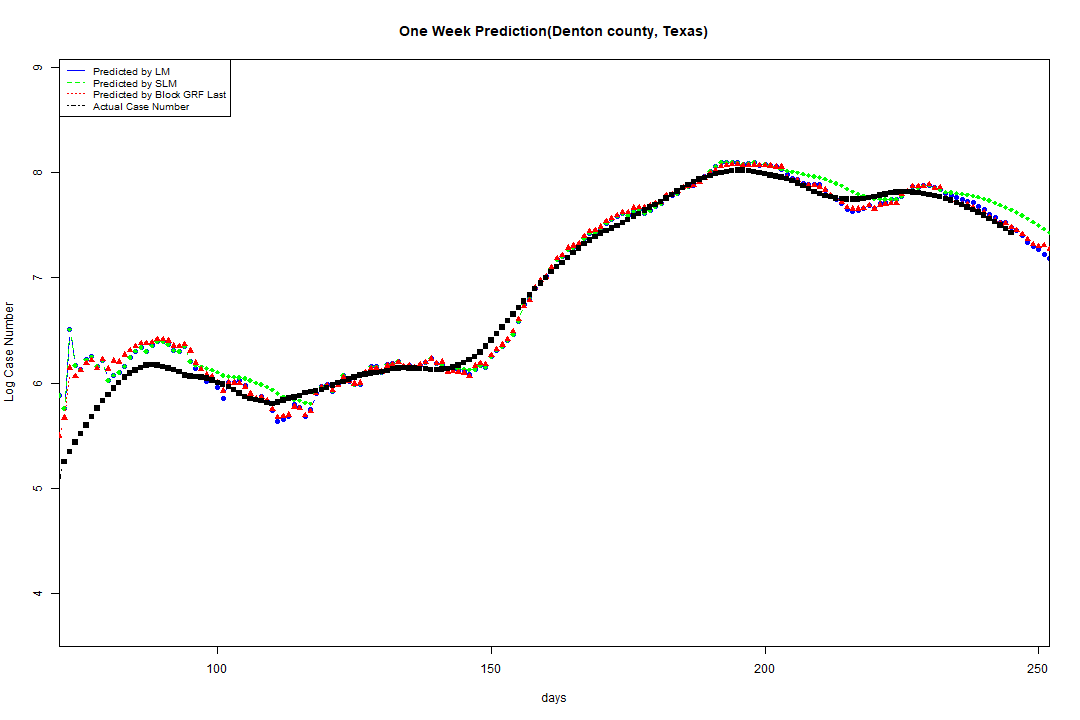 One Week Prediction(Denton county, Texas)
Predicted by LM
Predicted by SLM
Predicted by Block GRF Last
Actual Case Number
9
8
7
6
5
4
Log Case Number
100 150 200 250
days